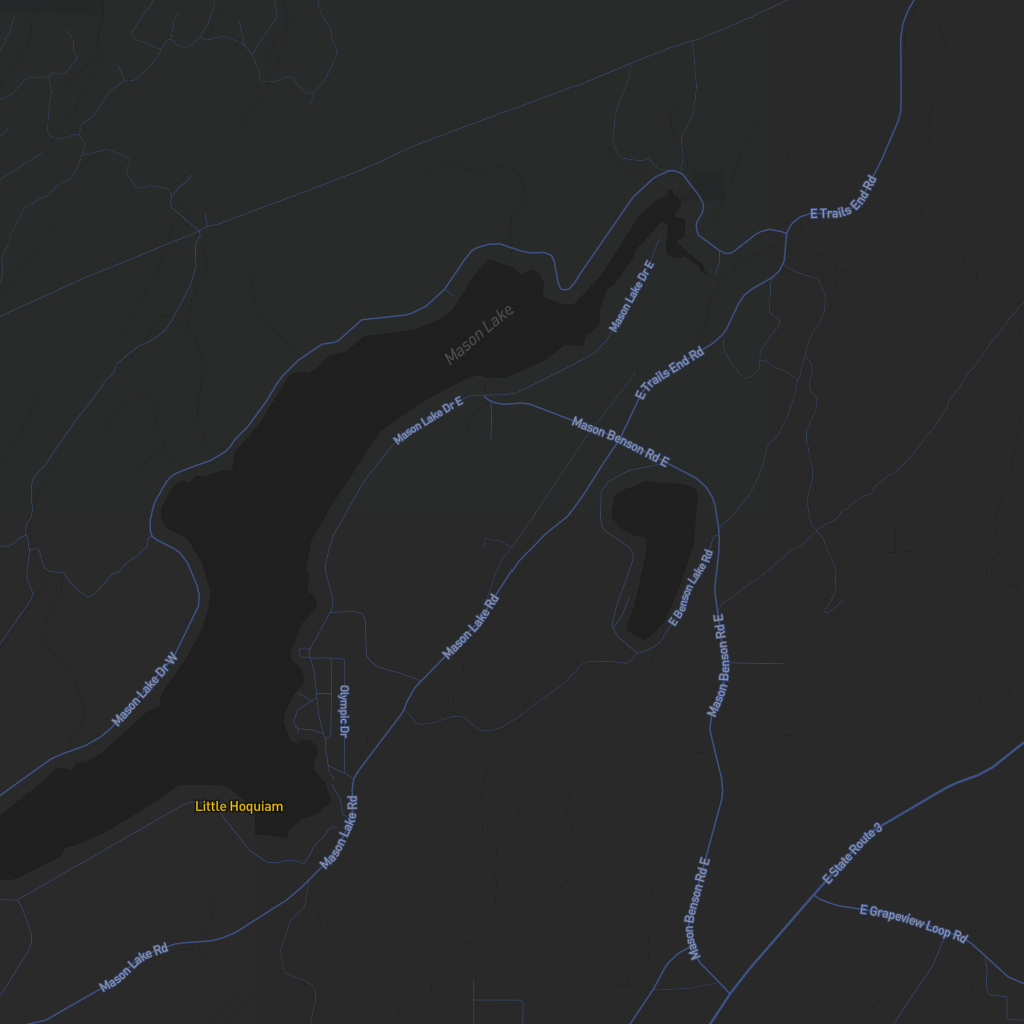 E Trails End Rd
Mason Lake Dr E
Mason Lake
E Trails End Rd
Mason Lake Dr E
Mason Benson Rd E
E Benson Lake Rd
Mason Lake Rd
Mason Benson Rd E
Mason Lake Dr W
Olympic Dr
Little Hoquiam
Mason Lake Rd
E State Route 3
Mason Benson Rd E
E Grapeview Loop Rd
Mason Lake Rd